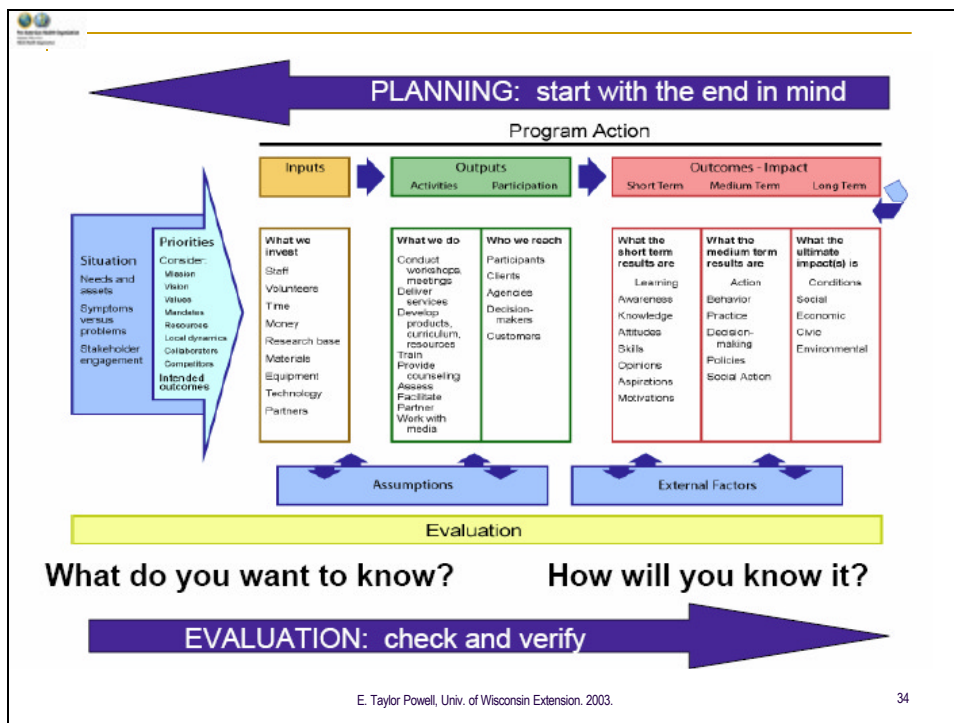 PLANNING: start with the end in mind
Program Action
Inputs
Outputs
Activities Participation
Outcomes - Impact
Short Term Medium Term Long Term
Situation
Needs and
assets
Symptoms
versus
problems
Stakeholder
engagement
Priorities
Consider:
Mission
Vision
Values
Mandates
Resources
Local dynamics
Collaborators
Competitors
Intended
outcomes
What we
invest
Staff
Volunteers
Time
Money
Research base
Materials
Equipment
Technology
Partners
What we do
Conduct
workshops,
meetings
Deliver
services
Develop
products,
curriculum,
resources
Train
Provide
counseling
Assess
Facilitate
Partner
Work with
media
Who we reach
Participants
Clients
Agencies
Decision-
makers
Customers
What the
short term
results are
Learning
Awareness
Knowledge
Attitudes
Skills
Opinions
Aspirations
Motivations
What the
medium term
results are
Action
Behavior
Practice
Decision-
making
Policies
Social Action
What the
ultimate
impact(s) is
Conditions
Social
Economic
Civic
Environmental
Assumptions
External Factors
Evaluation
What do you want to know? How will you know it?
EVALUATION: check and verify
E. Taylor Powell, Univ. of Wisconsin Extension. 2003.
34